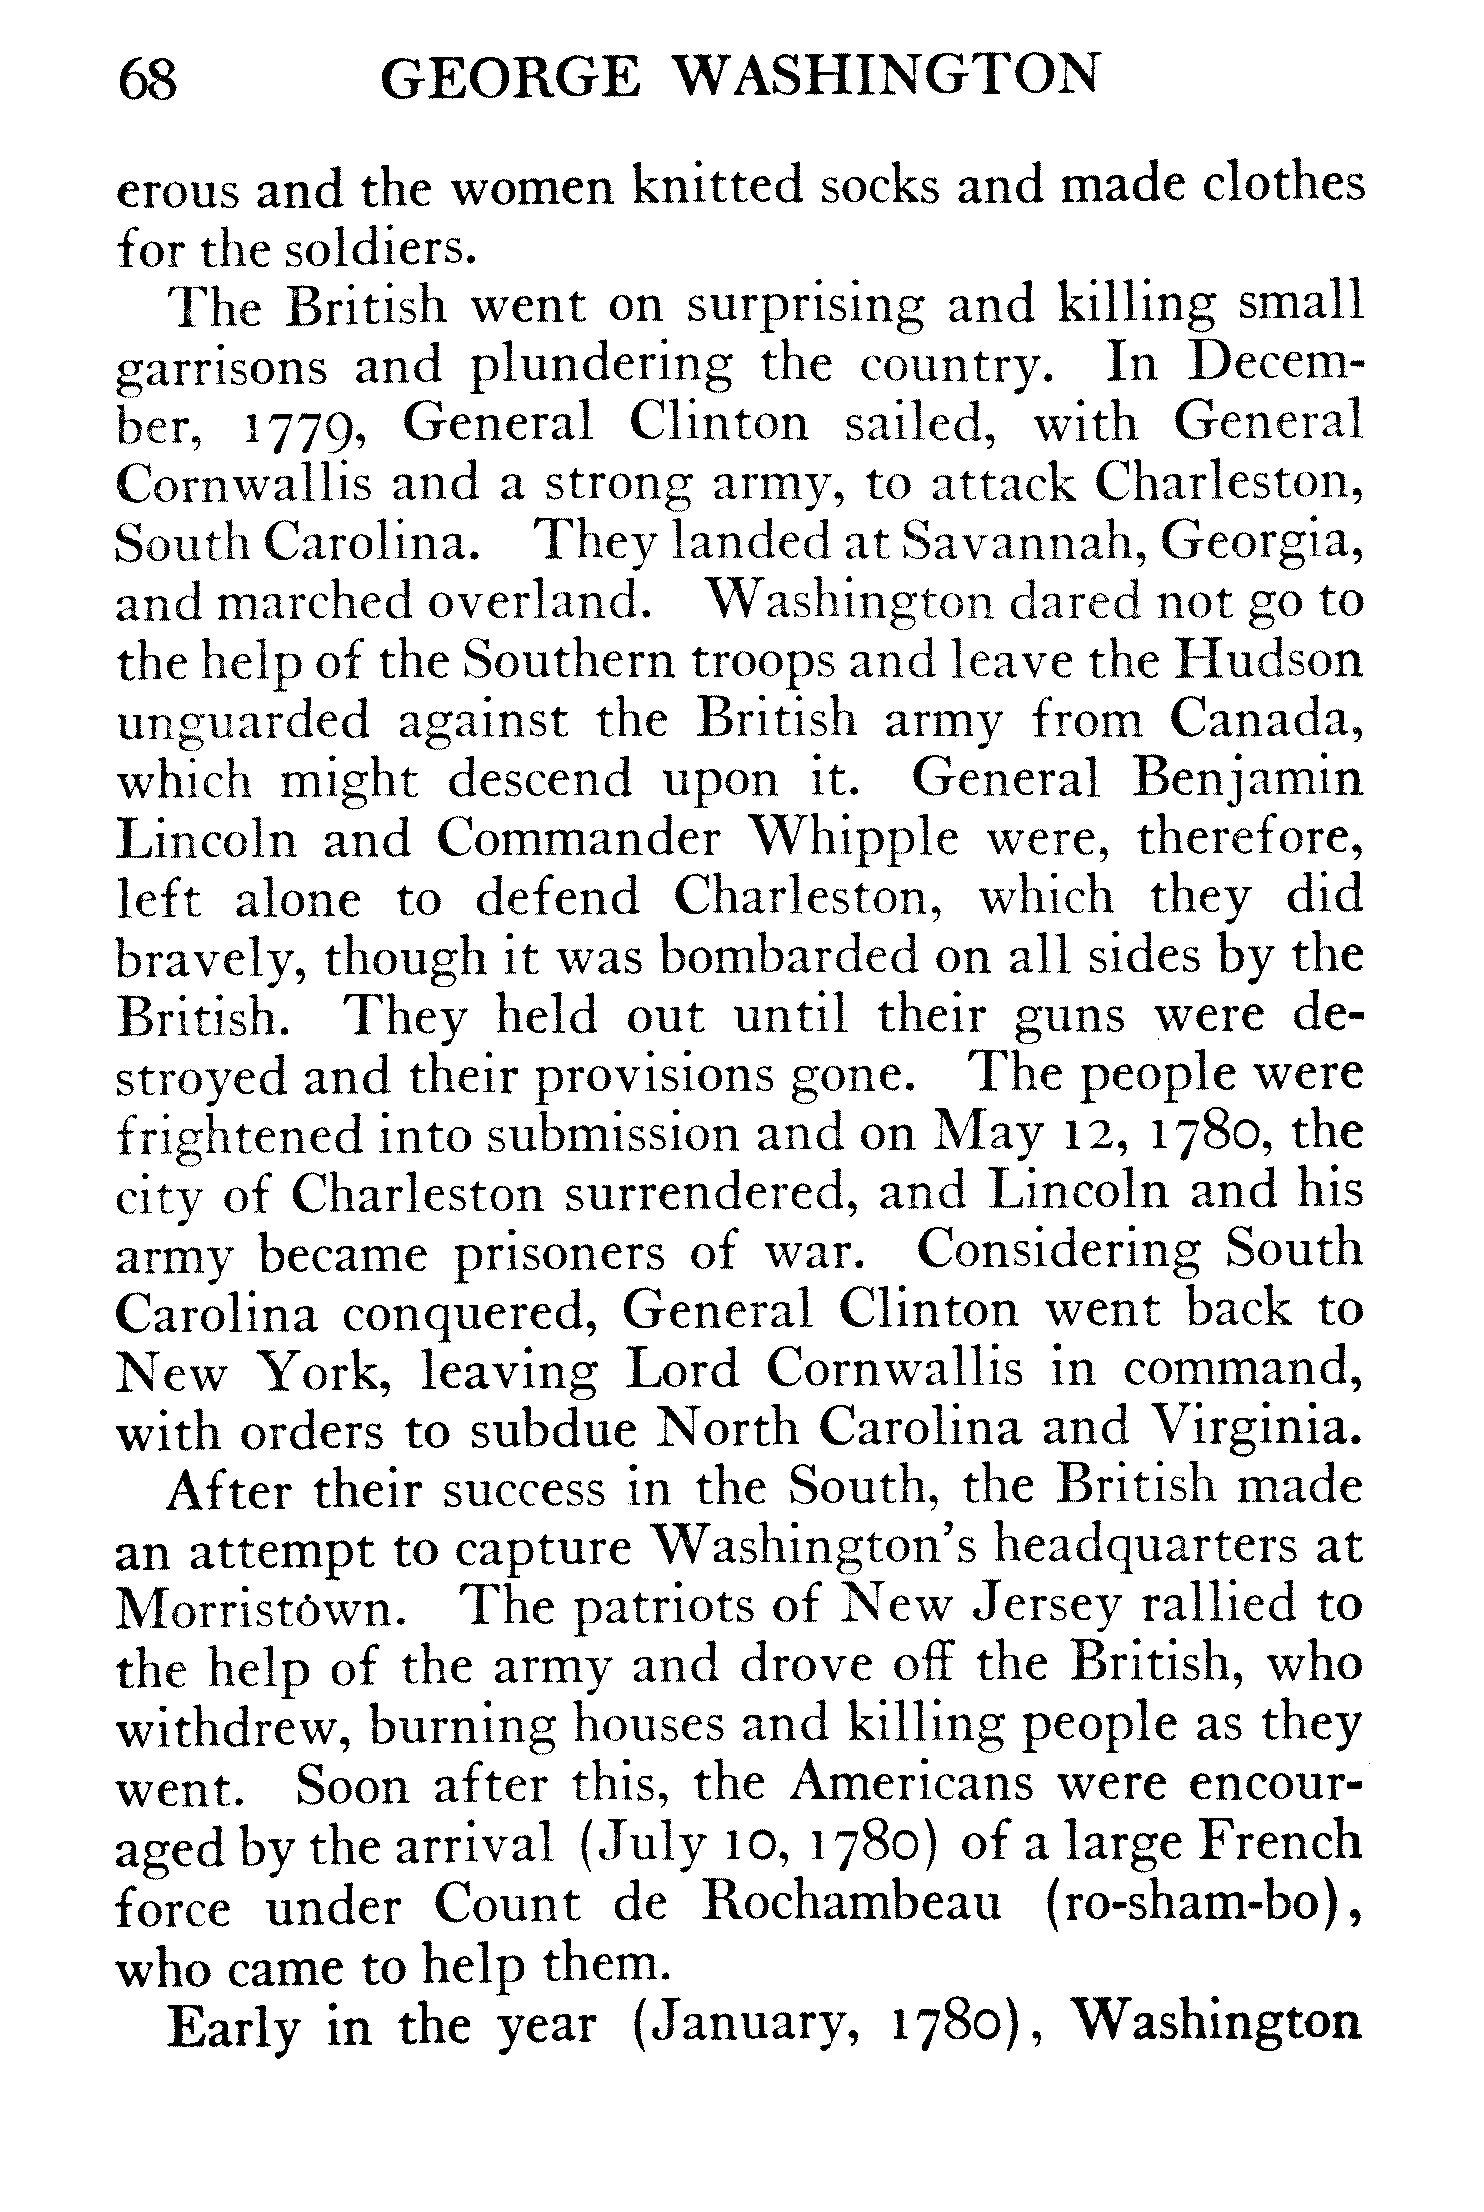 68 GEORGE WASHINGTON
erous and the women knitted socks and made clothes
for the soldiers.
The British went on surprising and killing small
garrisons and plundering the country. In Decem-
ber, 1779, General Clinton sailed, with General
Cornwallis and a strong army, to attack Charleston,
South Carolina. They landed at Savannah, Georgia,
and marched overland. Washington dared not go to
the help of the Southern troops and leave the Hudson
unguarded against the British army from Canada,
which might descend upon it. General Benjamin
Lincoln and Commander Whipple were, therefore,
left alone to defend Charleston, which they did
bravely, though it was bombarded on all sides by the
British. They held out until their guns were de-
stroyed and their provisions gone. The people were
frightened into submission and on May 12, 1780, the
city of Charleston surrendered, and Lincoln and his
army became prisoners of war. Considering South
Carolina conquered, General Clinton went back to
New York, leaving Lord Cornwallis in command,
with orders to subdue North Carolina and Virginia.
After their success in the South, the British made
an attempt to capture Washington's headquarters at
Morristown. The patriots of New Jersey rallied to
the help of the army and drove off the British, who
withdrew, burning houses and killing people as they
went. Soon after this, the Americans were encour-
aged by the arrival (July 10, 1780) of a large French
force under Count de Rochambeau (ro-sham-bo),
who came to help them.
Early in the year (January, 1780), Washington